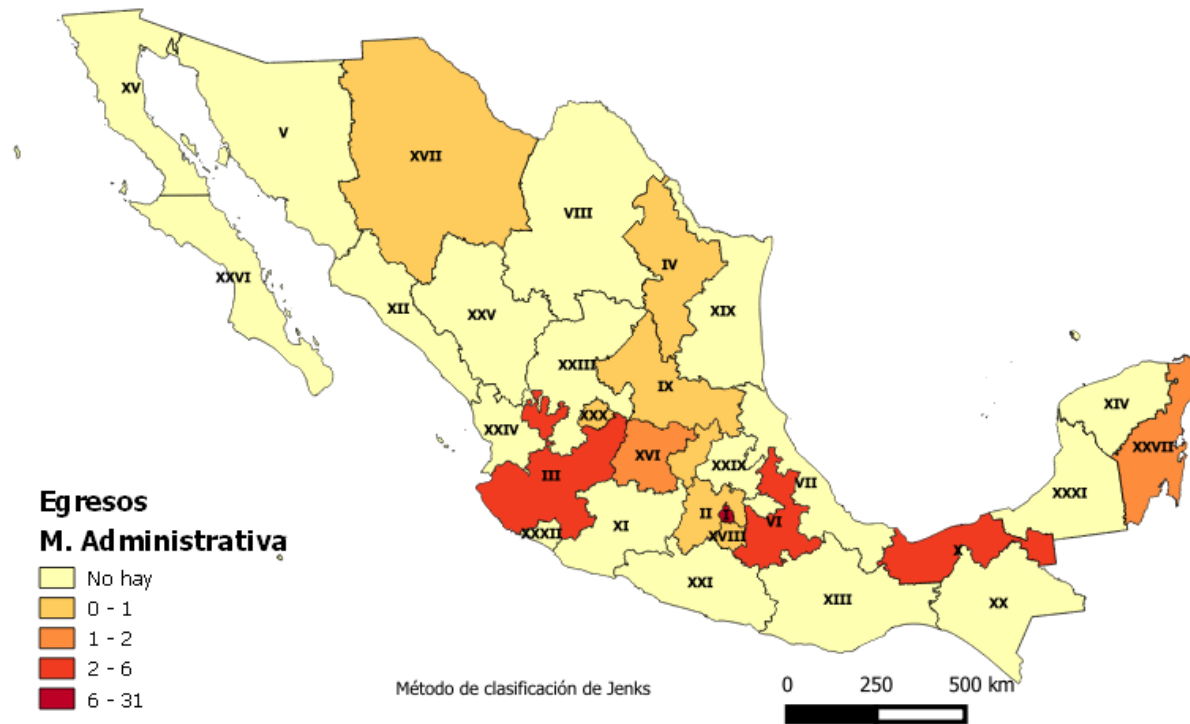 XV
V
XVII
VIII
IV
XXVI
XII
XXV
XIX
XXIII
IX
XXIV
XXX
XIV
XXVII
XVI
XXIX
III
VII
XXXI
II
I
VI
XI
XXXII
XVIII
X
XXI
XIII
XX
Egresos
M. Administrativa
No hay
0 - 1
1 - 2
2 - 6
6 - 31
Método de clasificación de Jenks
0 250 500 km